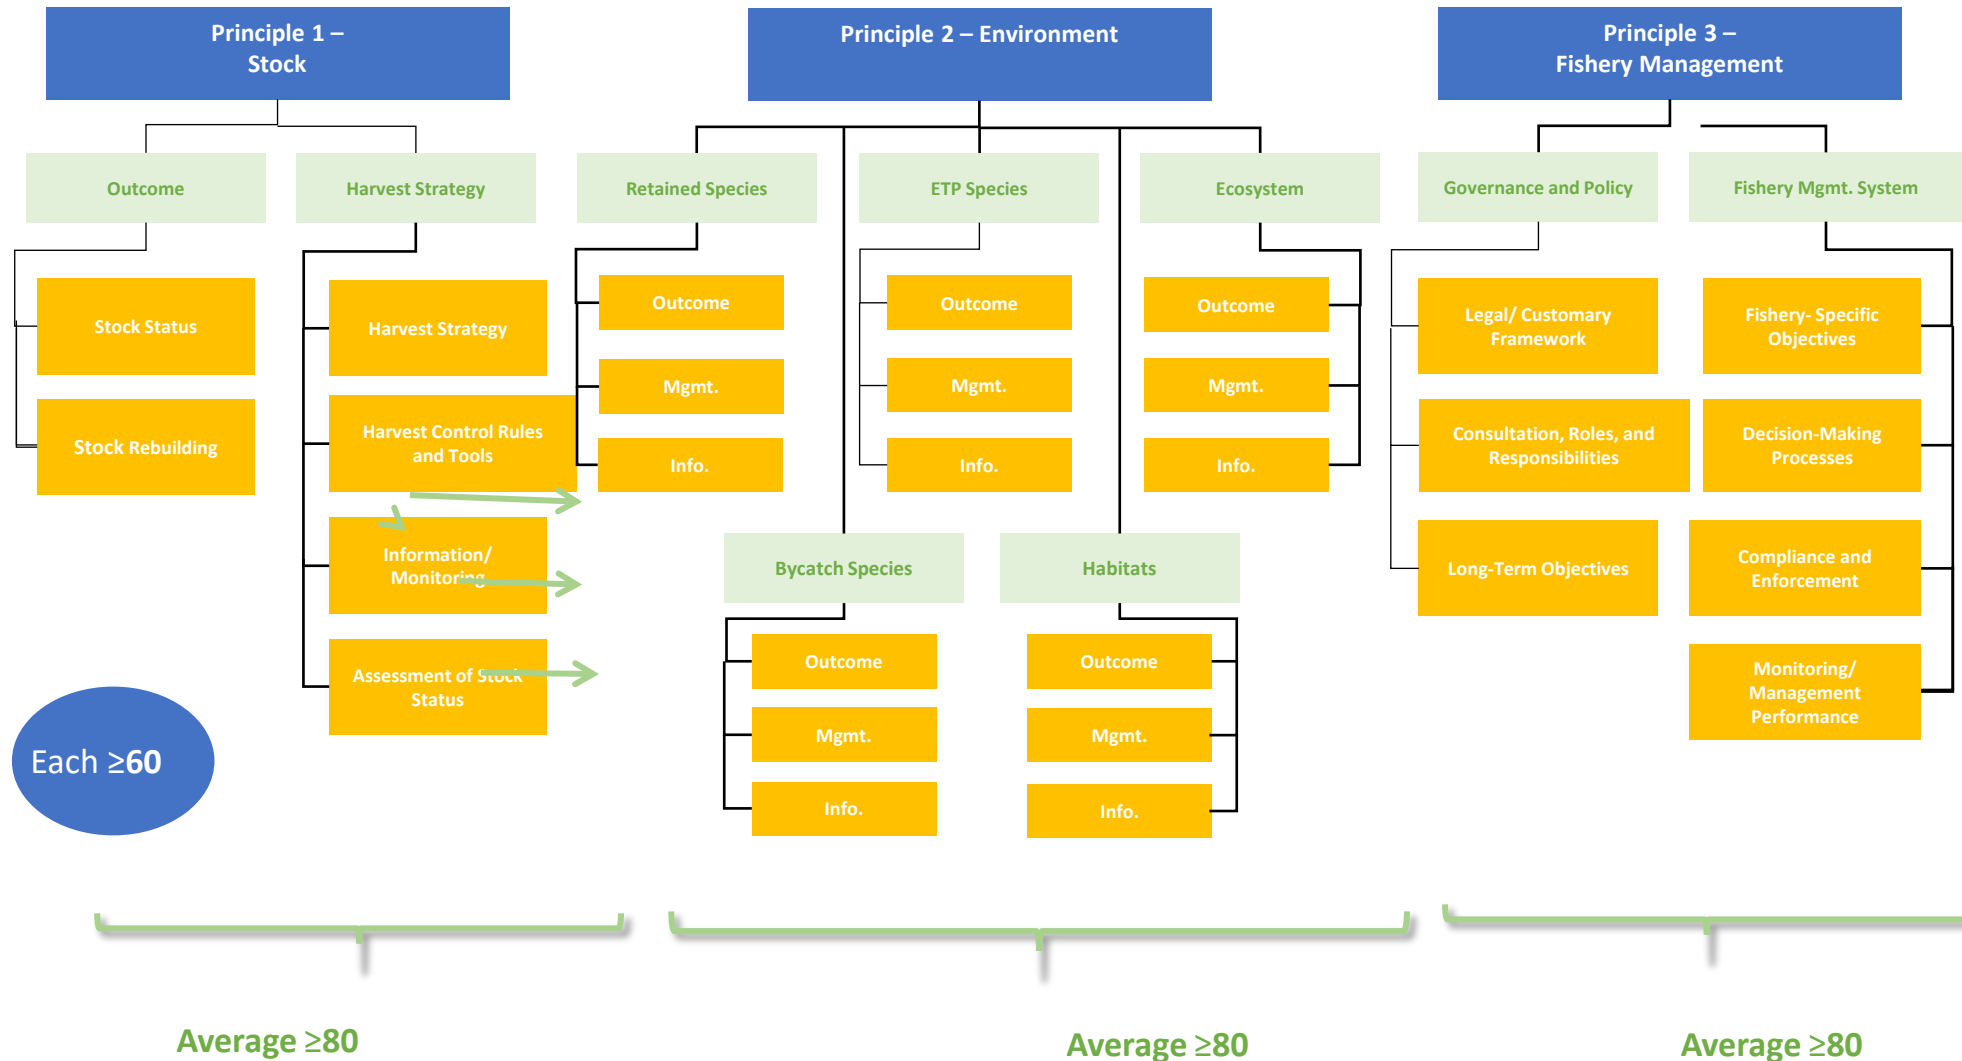 Principle 1 –
Stock
Principle 2 – Environment
Principle 3 –
Fishery Management
Outcome
Harvest Strategy
Retained Species
ETP Species
Ecosystem
Governance and Policy
Fishery Mgmt. System
Stock Status
Stock Rebuilding
Harvest Strategy
Harvest Control Rules
and Tools
Information/
Monitoring
Assessment of Stock
Status
Outcome
Mgmt.
Info.
Outcome
Mgmt.
Info.
Outcome
Mgmt.
Info.
Bycatch Species
Habitats
Outcome
Mgmt.
Info.
Outcome
Mgmt.
Info.
Legal/ Customary
Framework
Consultation, Roles, and
Responsibilities
Long-Term Objectives
Fishery- Specific
Objectives
Decision-Making
Processes
Compliance and
Enforcement
Monitoring/
Management
Performance
Each ≥60
Average ≥80
Average ≥80
Average ≥80